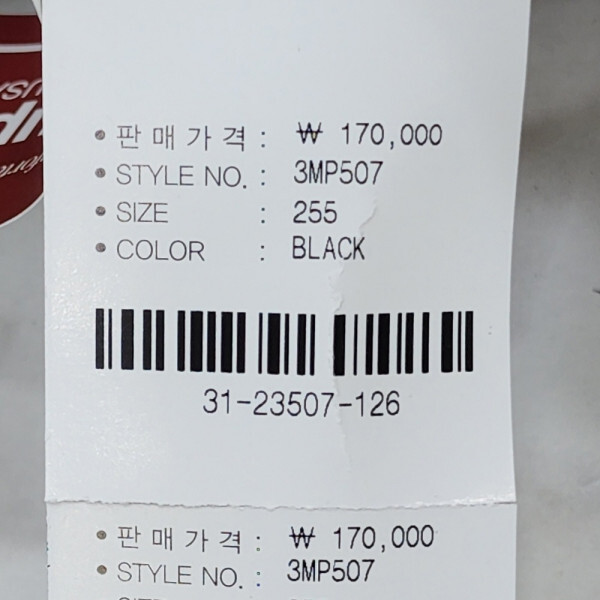 • 판매가격 : ₩ 170,000
• STYLE NO. : 3MP507
• SIZE : 255
• COLOR : BLACK
31-23507-126
• 판매가격 : ₩ 170,000
• STYLE NO. : 3MP507